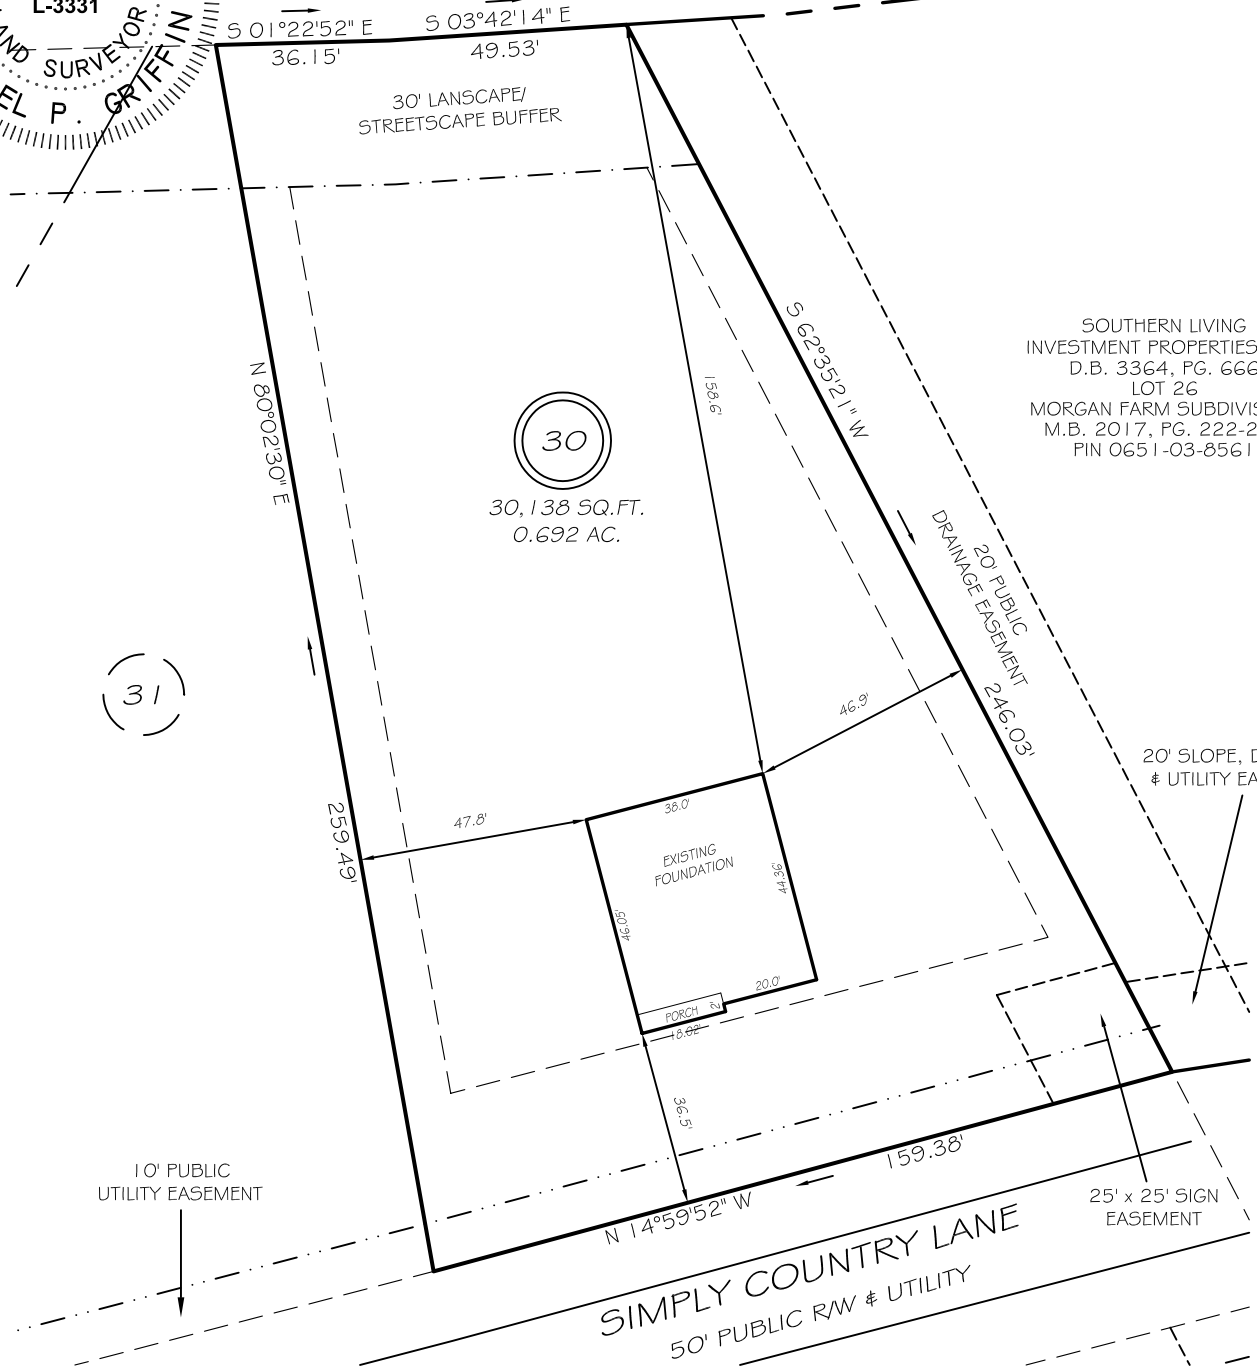 L-3331
AND SURVEYOR
EL P. GRIFFIN
S 01°22'52" E
36.15'
S 03°42'14" E
49.53'
30' LANSCAPE/
STREETSCAPE BUFFER
N 80°02'30" E
259.49'
158.6'
S 62°35'21" W
246.03'
SOUTHERN LIVING
INVESTMENT PROPERTIES
D.B. 3364, PG. 666
LOT 26
MORGAN FARM SUBDIVIS
M.B. 2017, PG. 222-2
PIN 0651-03-8561
30
30,138 SQ.FT.
0.692 AC.
20' PUBLIC
DRAINAGE EASEMENT
31
46.9'
47.8'
38.0'
EXISTING
FOUNDATION
46.05'
44.36'
20.0'
PORCH
2'
18.02'
36.5'
20' SLOPE, D
& UTILITY EA
10' PUBLIC
UTILITY EASEMENT
159.38'
N 14°59'52" W
25' x 25' SIGN
EASEMENT
SIMPLY COUNTRY LANE
50' PUBLIC R/W & UTILITY